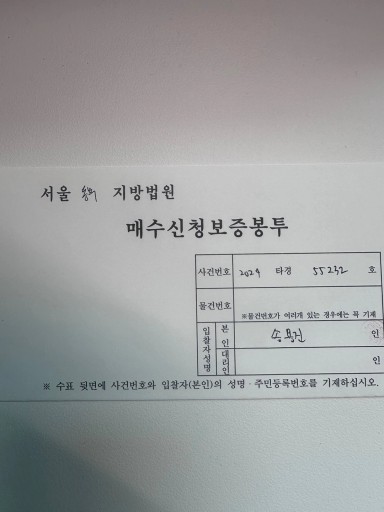 서울 지방법원
매수신청보증봉투
사건번호 2024 타경 55232 호
물건번호 ※물건번호가 여러개 있는 경우에는 꼭 기재
입찰자성명 본인 송용진 인
대리인 인
※ 수표 뒷면에 사건번호와 입찰자(본인)의 성명·주민등록번호를 기재하십시오.